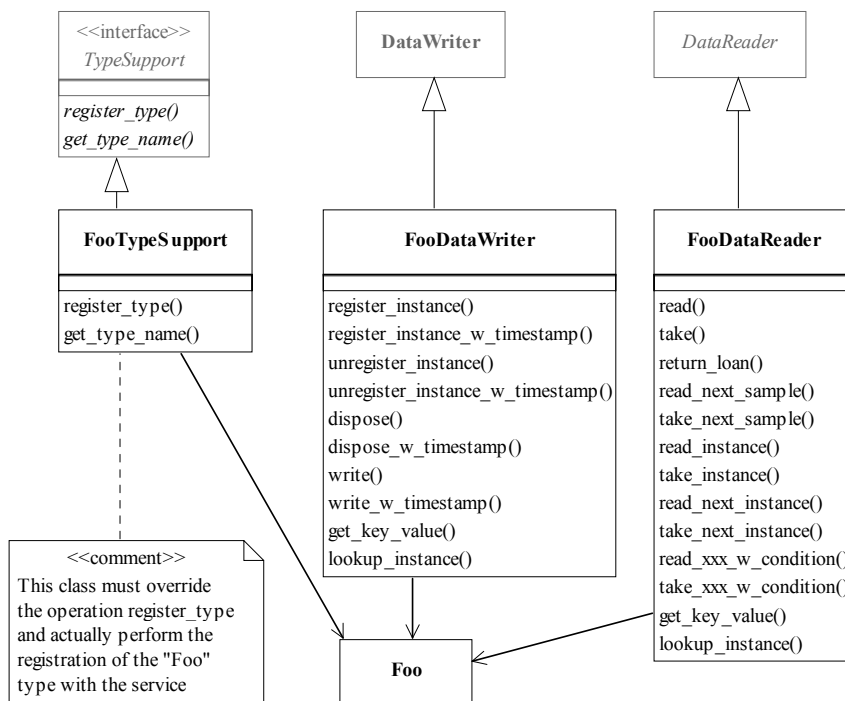 <<interface>>
TypeSupport
register_type()
get_type_name()
DataWriter
DataReader
FooTypeSupport
register_type()
get_type_name()
FooDataWriter
register_instance()
register_instance_w_timestamp()
unregister_instance()
unregister_instance_w_timestamp()
dispose()
dispose_w_timestamp()
write()
write_w_timestamp()
get_key_value()
lookup_instance()
FooDataReader
read()
take()
return_loan()
read_next_sample()
take_next_sample()
read_instance()
take_instance()
read_next_instance()
take_next_instance()
read_xxx_w_condition()
take_xxx_w_condition()
get_key_value()
lookup_instance()
<<comment>>
This class must override
the operation register_type
and actually perform the
registration of the "Foo"
type with the service
Foo